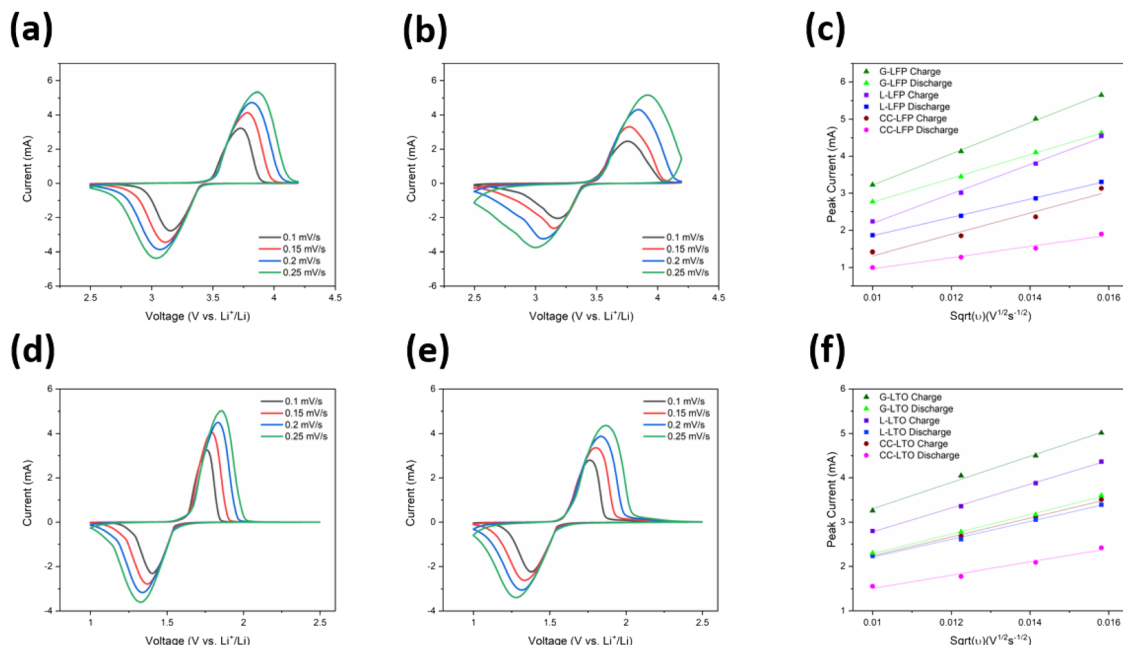 (a)
6
4
2
0
-2
-4
-6
Current (mA)
2.5
3.0
3.5
4.0
4.5
Voltage (V vs. Li⁺/Li)
0.1 mV/s
0.15 mV/s
0.2 mV/s
0.25 mV/s
(b)
6
4
2
0
-2
-4
-6
Current (mA)
2.5
3
3.5
4
4.5
Voltage (V vs. Li⁺/Li)
0.1 mV/s
0.15 mV/s
0.2 mV/s
0.25 mV/s
(c)
G-LFP Charge
G-LFP Discharge
L-LFP Charge
L-LFP Discharge
CC-LFP Charge
CC-LFP Discharge
6
5
4
3
2
1
Peak Current (mA)
0.01
0.012
0.014
0.016
Sqrt(υ)(V^1/2s^-1/2)
(d)
6
4
2
0
-2
-4
Current (mA)
1
1.5
2
2.5
Voltage (V vs. Li⁺/Li)
0.1 mV/s
0.15 mV/s
0.2 mV/s
0.25 mV/s
(e)
6
4
2
0
-2
-4
Current (mA)
1
1.5
2
2.5
Voltage (V vs. Li⁺/Li)
0.1 mV/s
0.15 mV/s
0.2 mV/s
0.25 mV/s
(f)
G-LTO Charge
G-LTO Discharge
L-LTO Charge
L-LTO Discharge
CC-LTO Charge
CC-LTO Discharge
6
5
4
3
2
1
Peak Current (mA)
0.01
0.012
0.014
0.016
Sqrt(υ)(V^1/2s^-1/2)